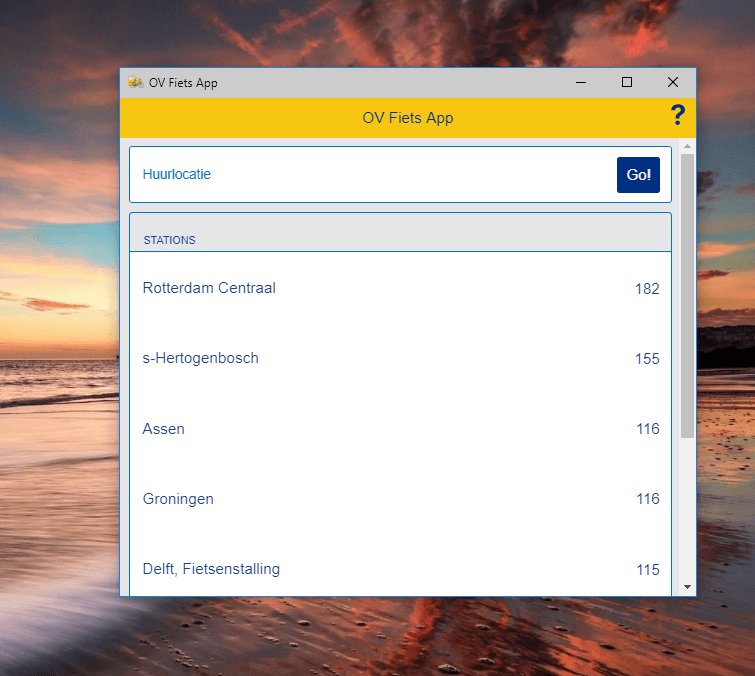 OV Fiets App
OV Fiets App ?
Huurlocatie Go!
STATIONS
Rotterdam Centraal 182
s-Hertogenbosch 155
Assen 116
Groningen 116
Delft, Fietsenstalling 115